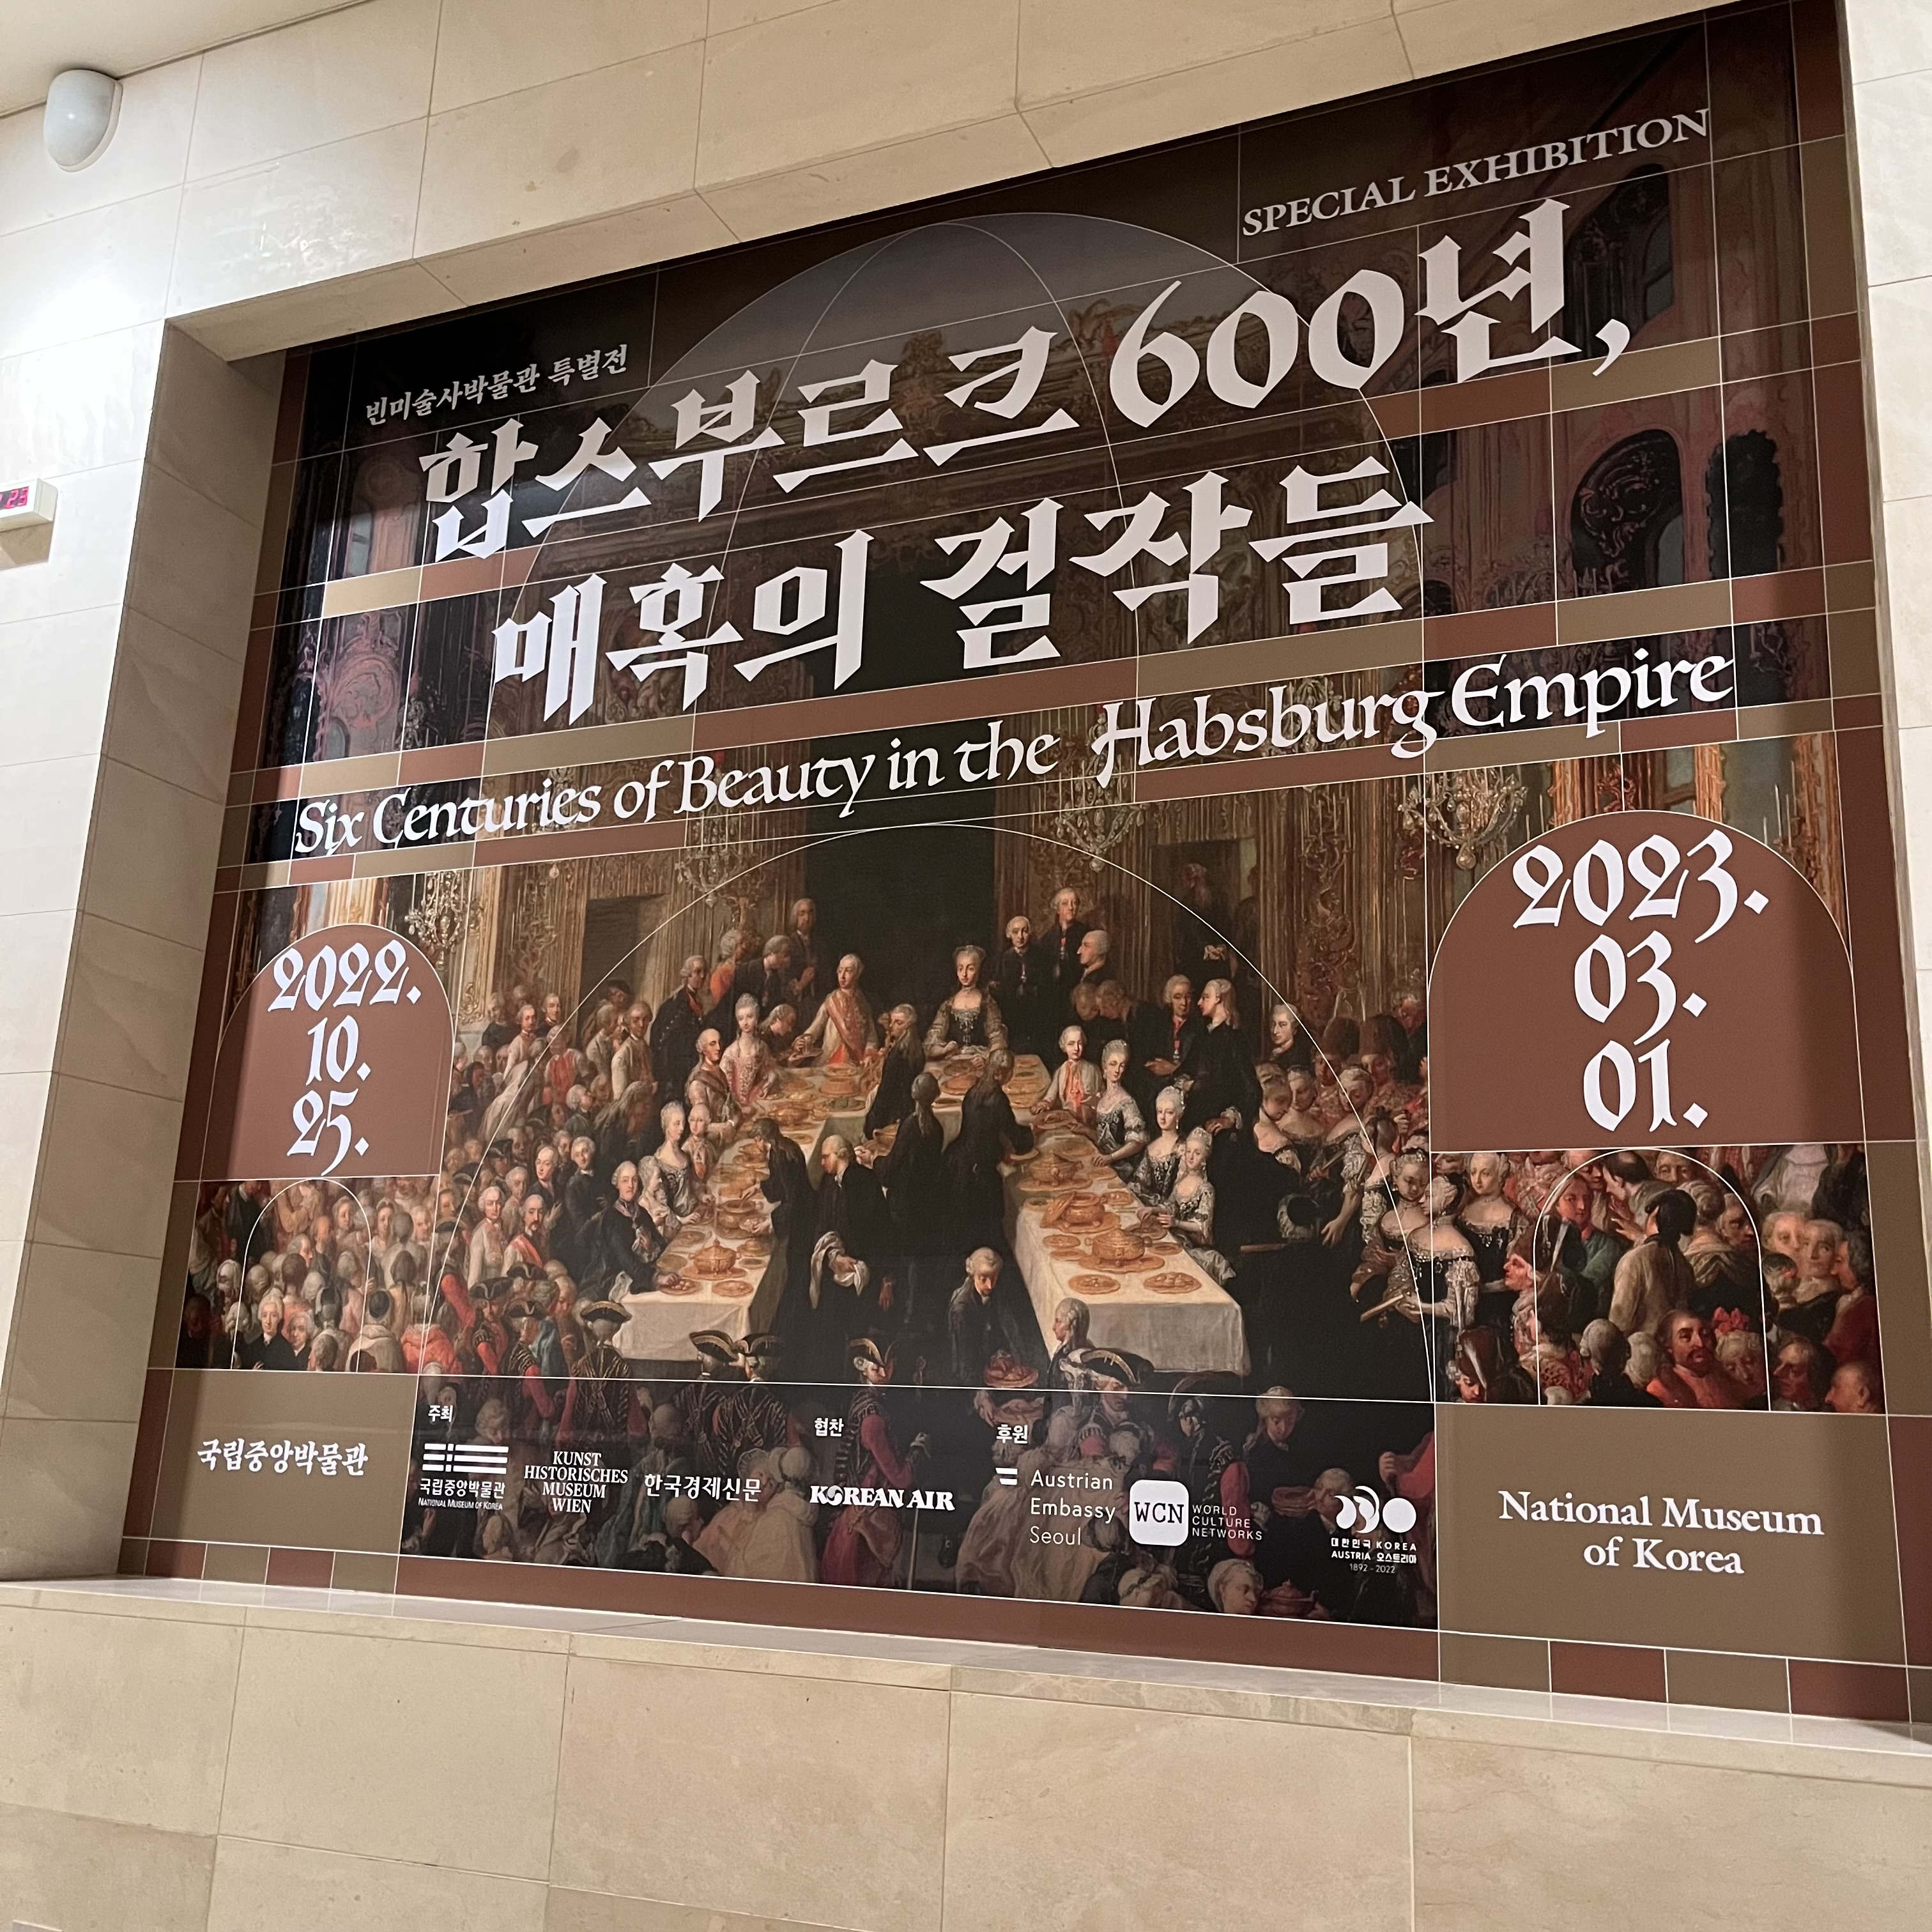 SPECIAL EXHIBITION
빈미술사박물관 특별전
합스부르크 600년,
매혹의 걸작들
Six Centuries of Beauty in the Habsburg Empire
2022.
10.
25.
2023.
03.
01.
국립중앙박물관
주최
국립중앙박물관
NATIONAL MUSEUM OF KOREA
KUNST
HISTORISCHES
MUSEUM
WIEN
한국경제신문
협찬
KOREAN AIR
후원
Austrian
Embassy
Seoul
WCN
WORLD
CULTURE
NETWORKS
대한민국 KOREA
AUSTRIA 오스트리아
1892 - 2022
National Museum
of Korea